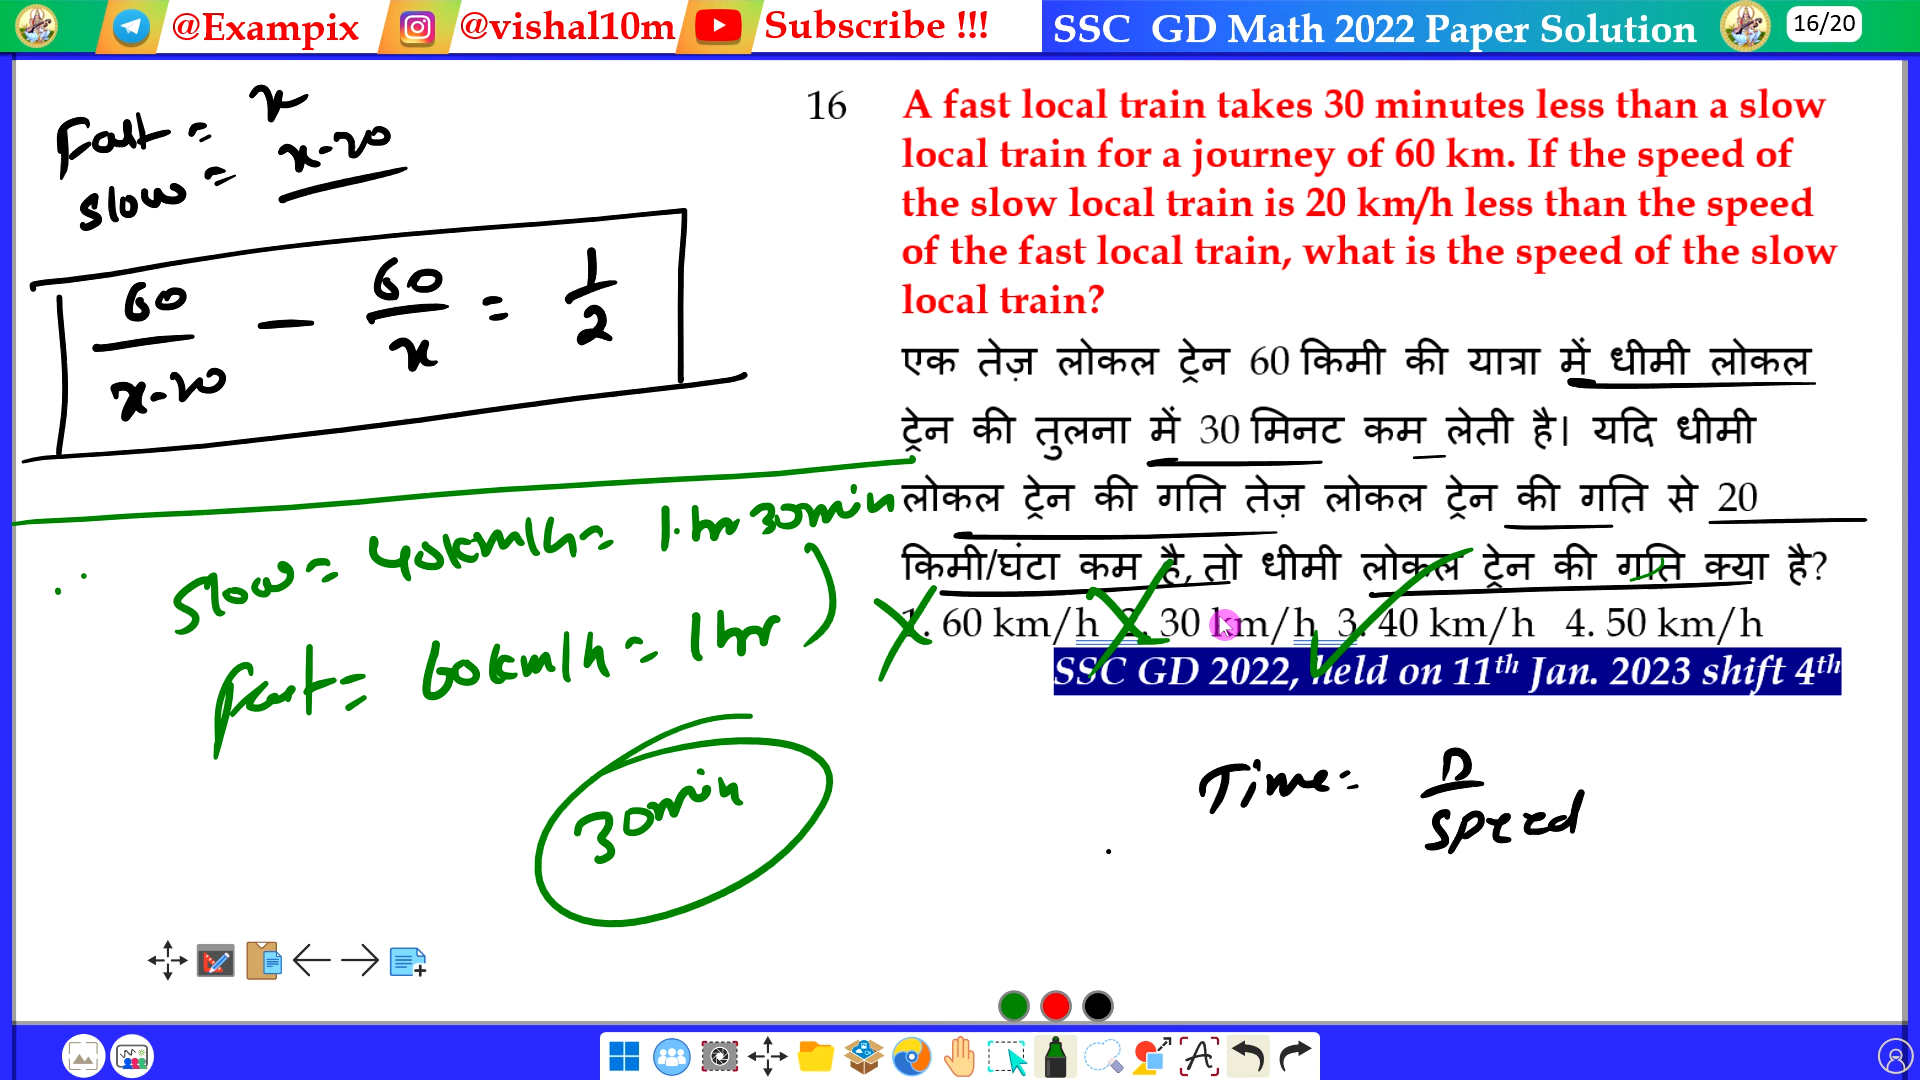 @Exampix @vishal10m Subscribe !!! SSC GD Math 2022 Paper Solution 16/20
Fast = x
slow = x-20
60/x-20 - 60/x = 1/2
slow = 40km/h = 1.hr 30min
Fast = 60km/h = 1hr
30min
16 A fast local train takes 30 minutes less than a slow
local train for a journey of 60 km. If the speed of
the slow local train is 20 km/h less than the speed
of the fast local train, what is the speed of the slow
local train?
एक तेज़ लोकल ट्रेन 60 किमी की यात्रा में धीमी लोकल
ट्रेन की तुलना में 30 मिनट कम लेती है। यदि धीमी
लोकल ट्रेन की गति तेज़ लोकल ट्रेन की गति से 20
किमी/घंटा कम है, तो धीमी लोकल ट्रेन की गति क्या है?
1. 60 km/h 2. 30 km/h 3. 40 km/h 4. 50 km/h
SSC GD 2022, held on 11th Jan. 2023 shift 4th
Time = D/speed